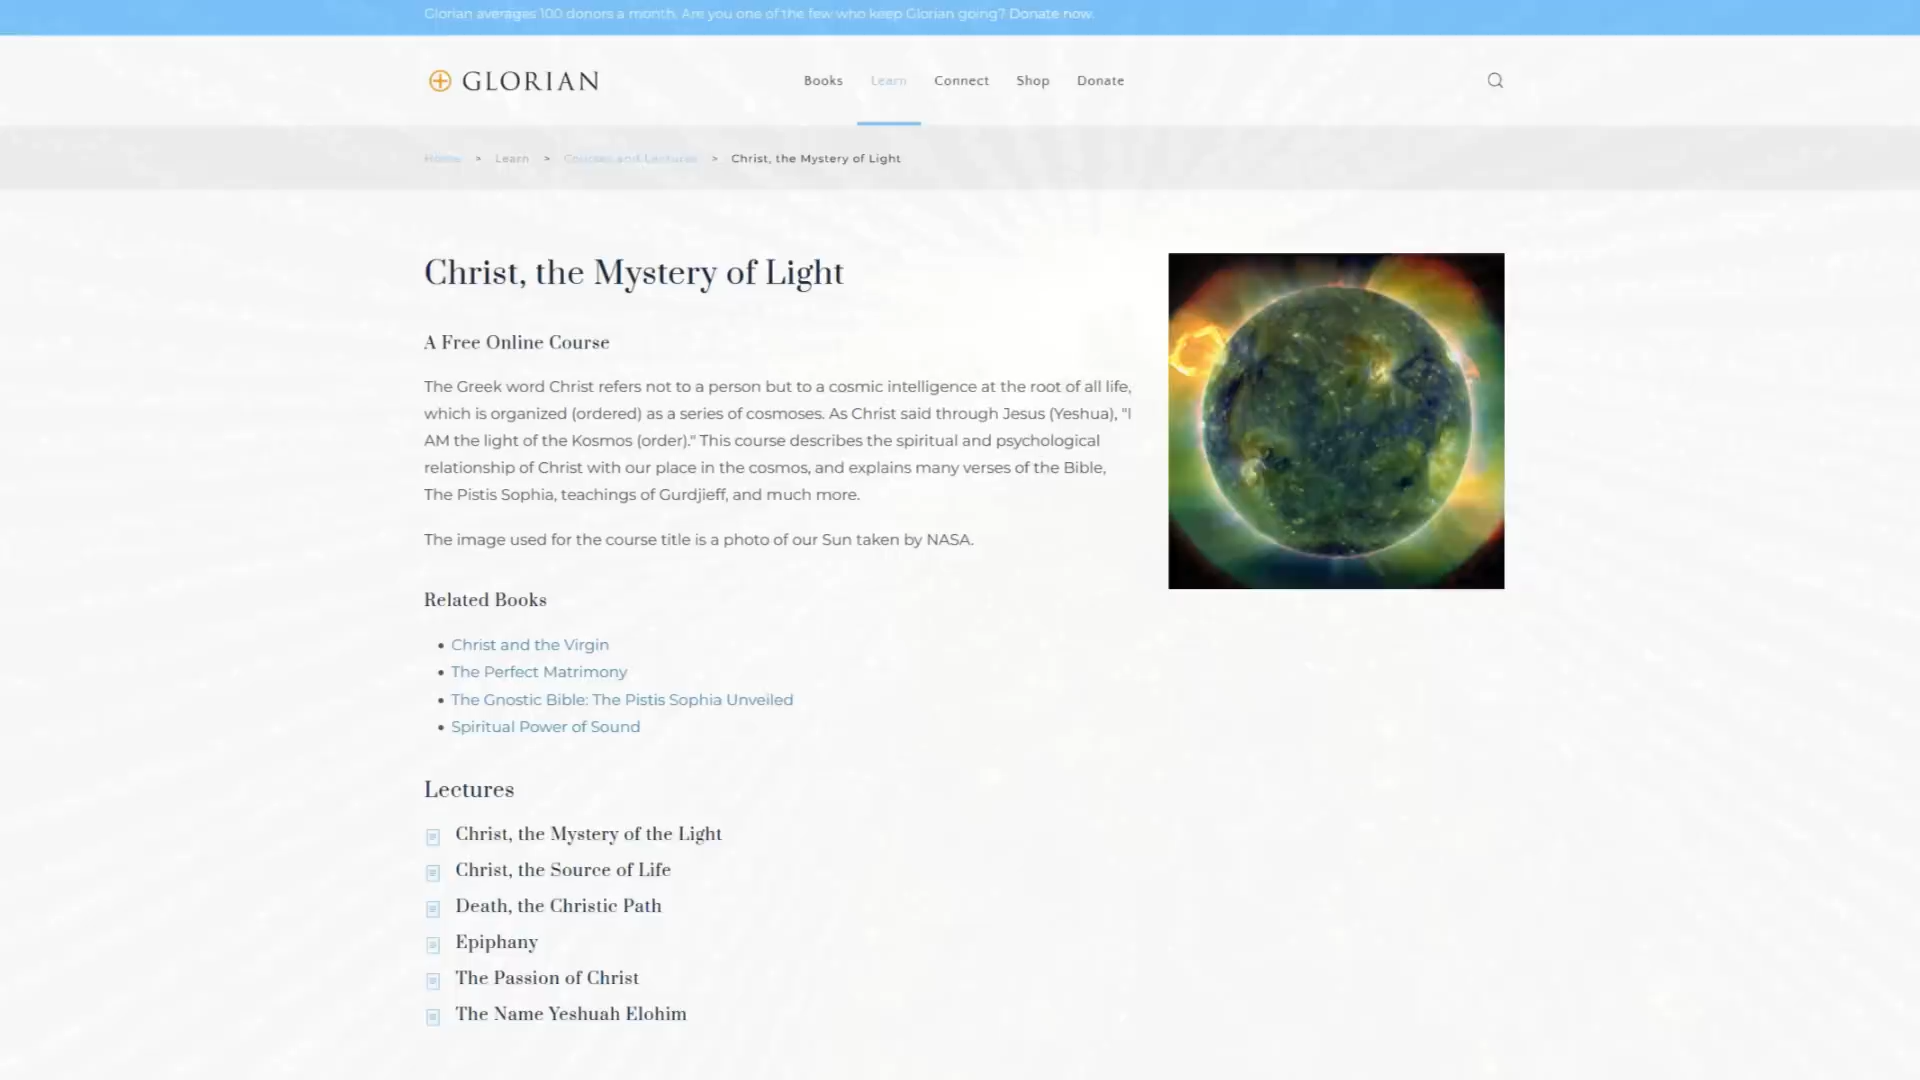 Glorian averages 100 donors a month. Are you one of the few who keep Glorian going? Donate now.
GLORIAN
Books Learn Connect Shop Donate
Home > Learn > Courses and Lectures > Christ, the Mystery of Light
Christ, the Mystery of Light
A Free Online Course
The Greek word Christ refers not to a person but to a cosmic intelligence at the root of all life,
which is organized (ordered) as a series of cosmoses. As Christ said through Jesus (Yeshua), "I
AM the light of the Kosmos (order)." This course describes the spiritual and psychological
relationship of Christ with our place in the cosmos, and explains many verses of the Bible,
The Pistis Sophia, teachings of Gurdjieff, and much more.
The image used for the course title is a photo of our Sun taken by NASA.
Related Books
• Christ and the Virgin
• The Perfect Matrimony
• The Gnostic Bible: The Pistis Sophia Unveiled
• Spiritual Power of Sound
Lectures
Christ, the Mystery of the Light
Christ, the Source of Life
Death, the Christic Path
Epiphany
The Passion of Christ
The Name Yeshuah Elohim